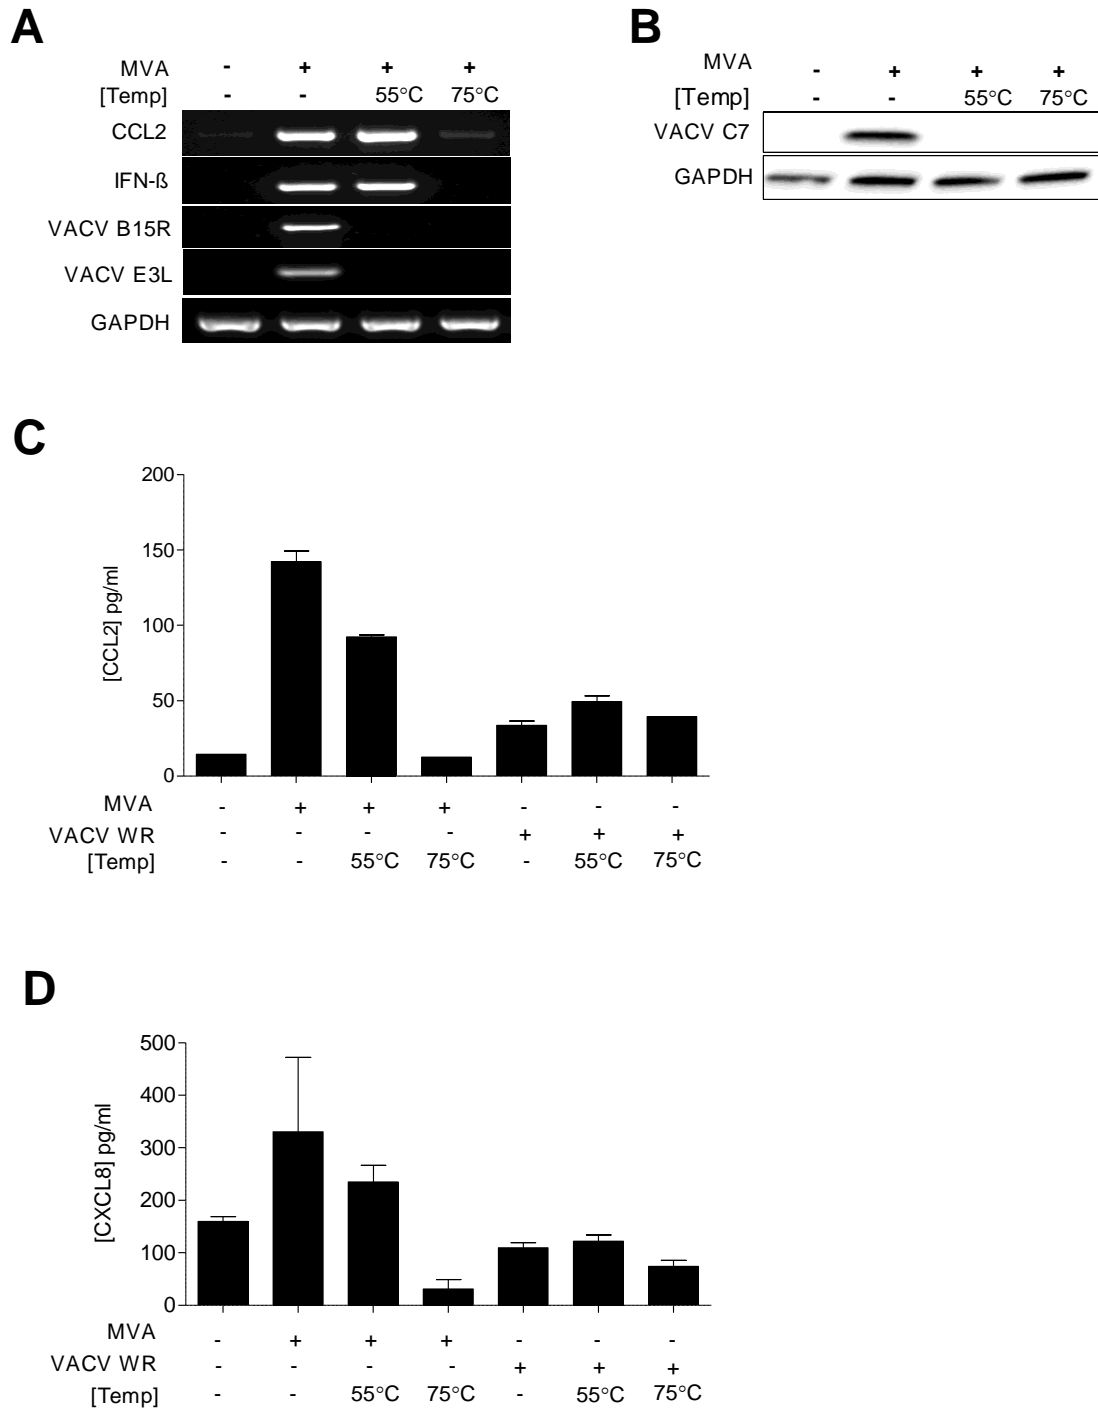 A
MVA - + + +
[Temp] - - 55°C 75°C
CCL2
IFN-ß
VACV B15R
VACV E3L
GAPDH
B
MVA - + + +
[Temp] - - 55°C 75°C
VACV C7
GAPDH
C
[CCL2] pg/ml
200
150
100
50
0
MVA - + + + - - -
VACV WR - - - - + + +
[Temp] - - 55°C 75°C - 55°C 75°C
D
[CXCL8] pg/ml
500
400
300
200
100
0
MVA - + + + - - -
VACV WR - - - - + + +
[Temp] - - 55°C 75°C - 55°C 75°C